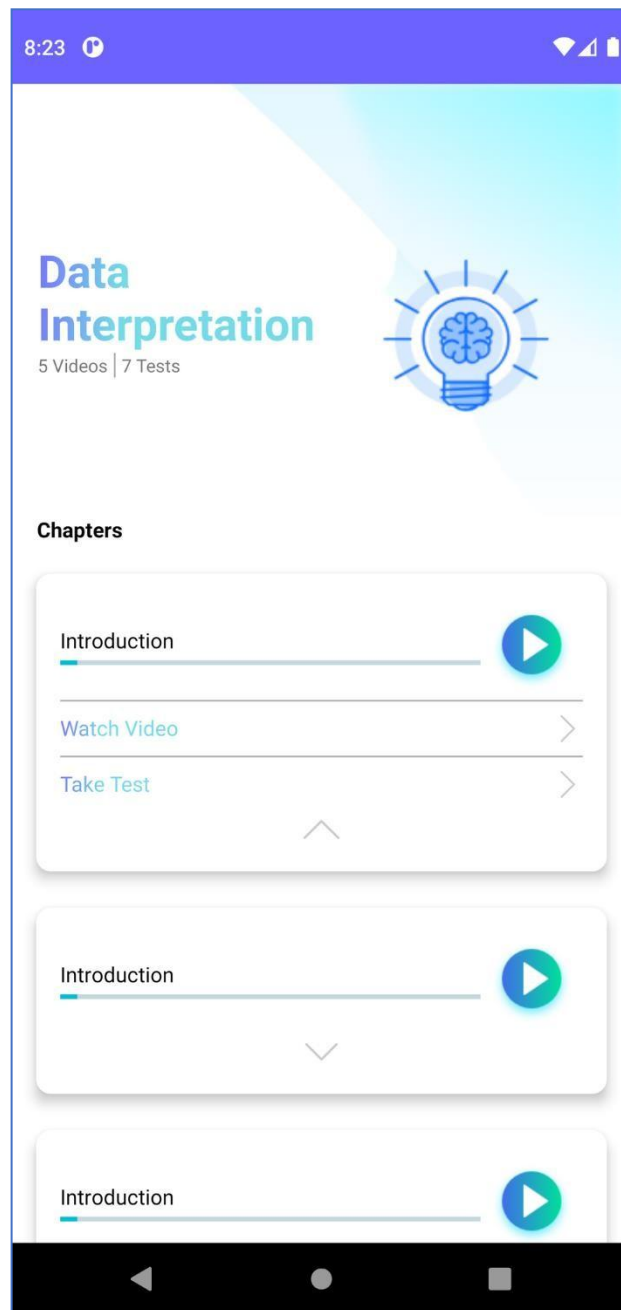 8:23
Data
Interpretation
5 Videos | 7 Tests
Chapters
Introduction
Watch Video
Take Test
Introduction
Introduction